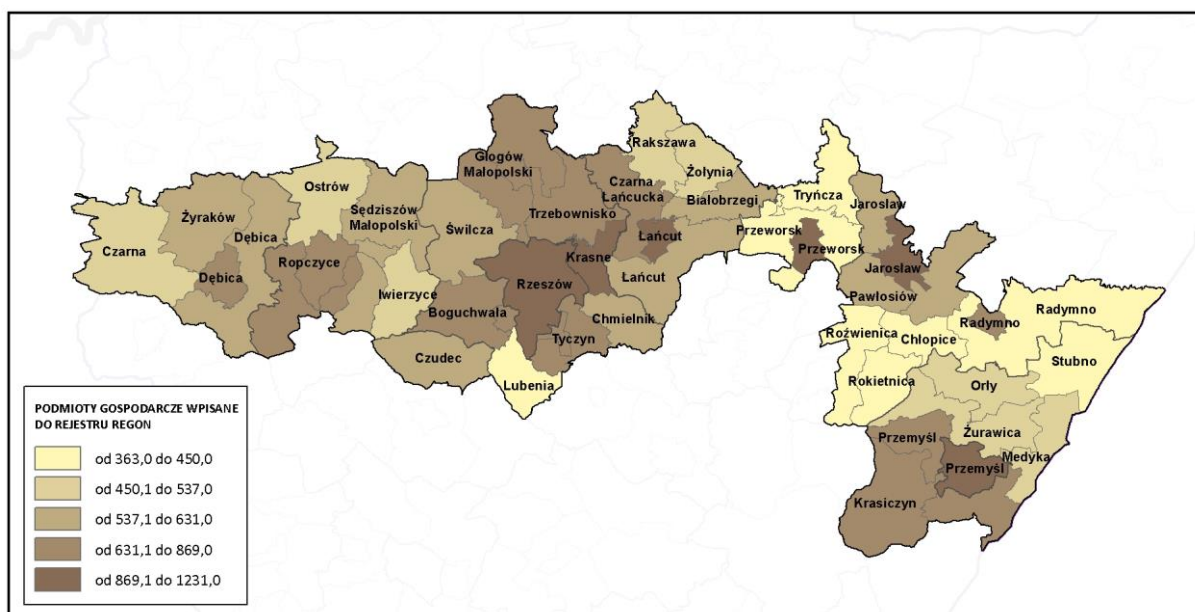 Rakszawa
Głogów
Małopolski
Czarna
Łańcucka
Żołynia
Ostrów
Białobrzegi
Tryńcza
Jarosław
Żyraków
Sędziszów
Małopolski
Trzebownisko
Świlcza
Dębica
Łańcut
Przeworsk
Czarna
Przeworsk
Krasne
Ropczyce
Dębica
Jarosław
Rzeszów
Łańcut
Iwierzyce
Pawłosiów
Boguchwała
Chmielnik
Radymno
Radymno
Roźwienica
Tyczyn
Chłopice
Czudec
Stubno
Lubenia
Rokietnica
Orły
Żurawica
Przemyśl
Medyka
Przemyśl
Krasiczyn
PODMIOTY GOSPODARCZE WPISANE
DO REJESTRU REGON
od 363,0 do 450,0
od 450,1 do 537,0
od 537,1 do 631,0
od 631,1 do 869,0
od 869,1 do 1231,0